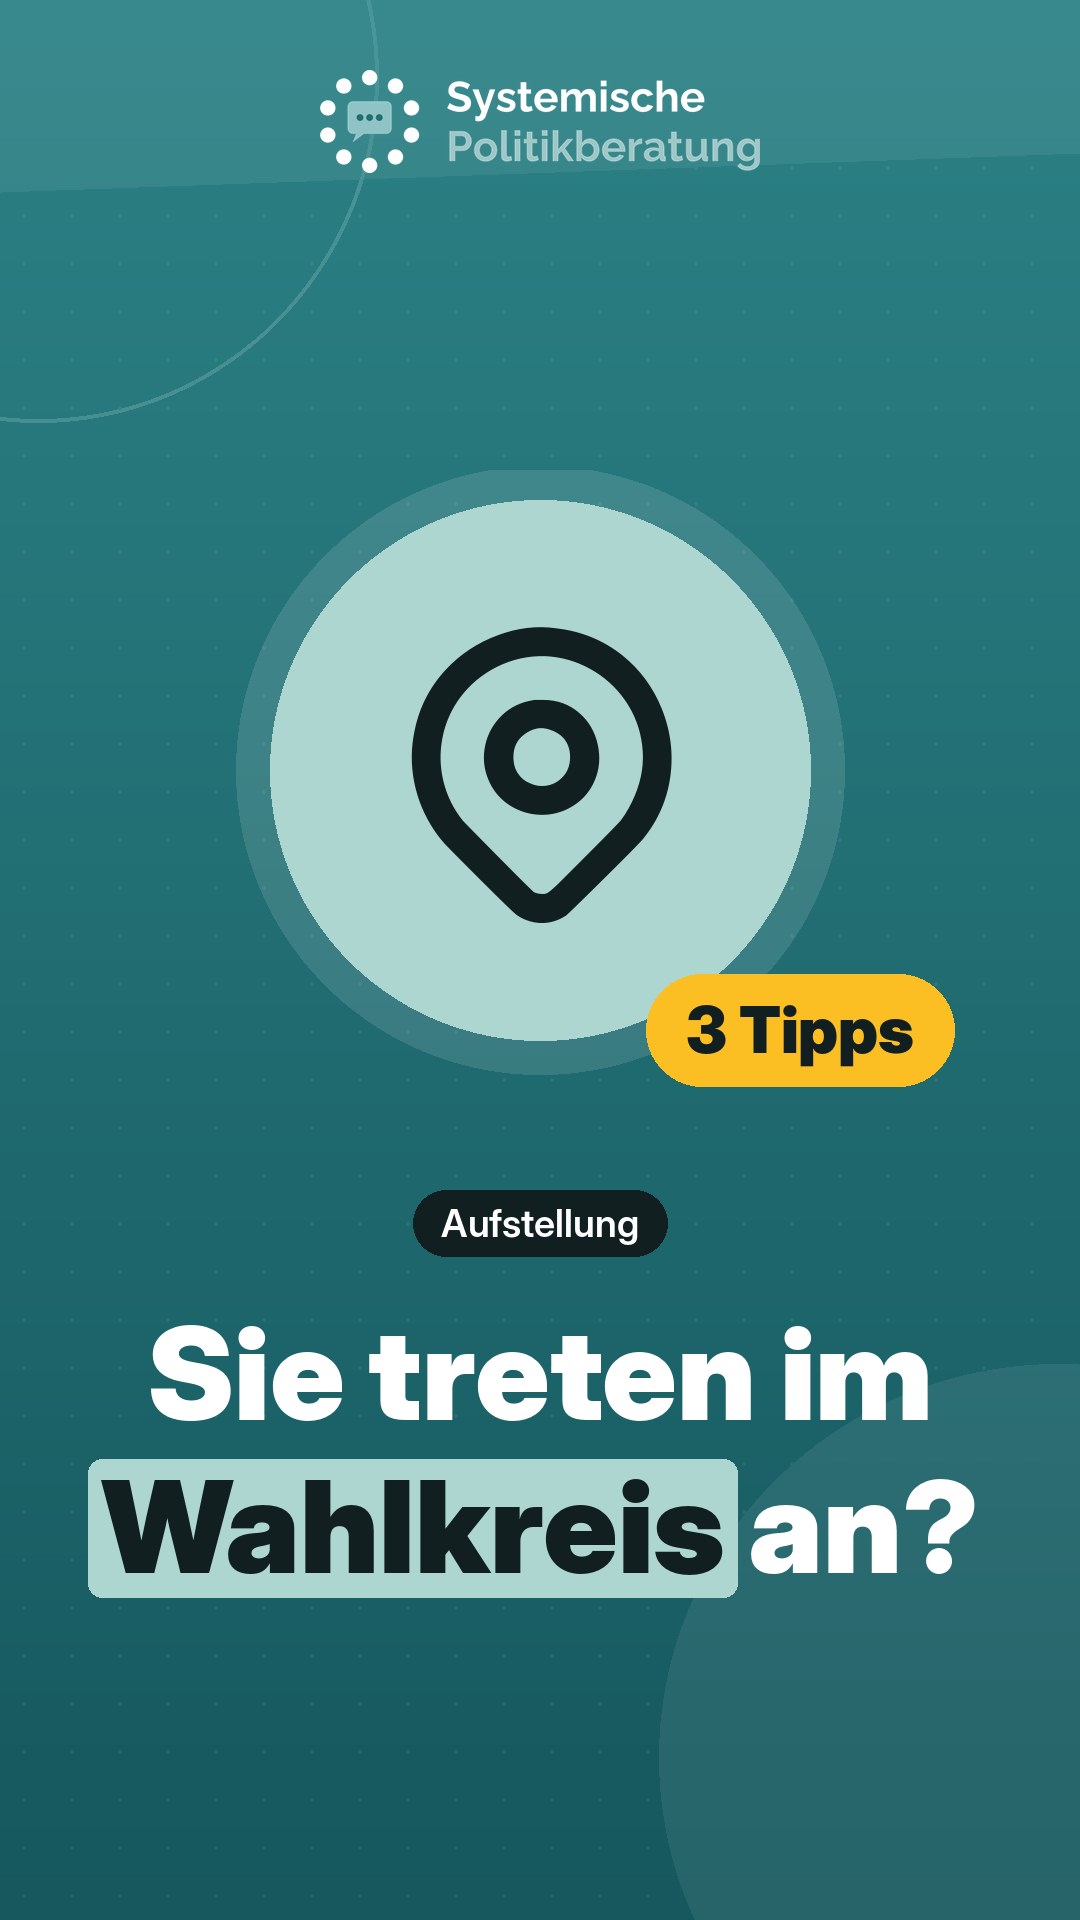 Systemische
Politikberatung
3 Tipps
Aufstellung
Sie treten im
Wahlkreis an?